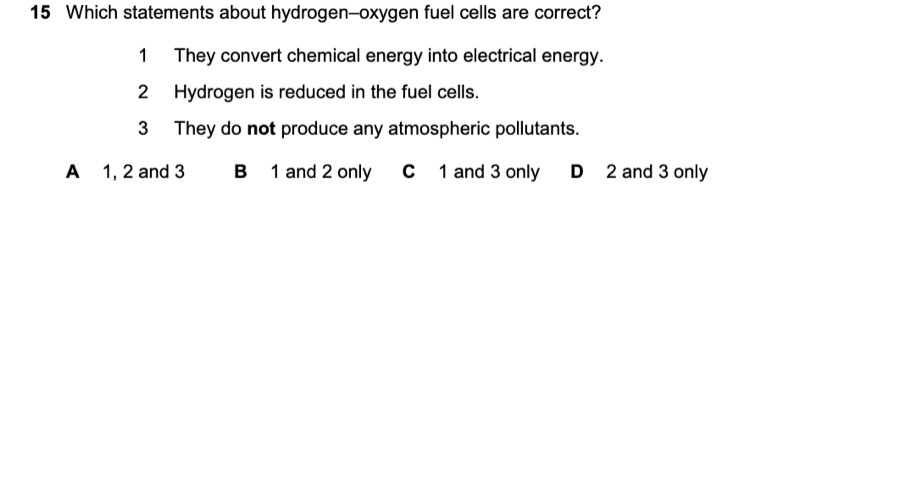 15 Which statements about hydrogen–oxygen fuel cells are correct?
1 They convert chemical energy into electrical energy.
2 Hydrogen is reduced in the fuel cells.
3 They do not produce any atmospheric pollutants.
A 1, 2 and 3 B 1 and 2 only C 1 and 3 only D 2 and 3 only